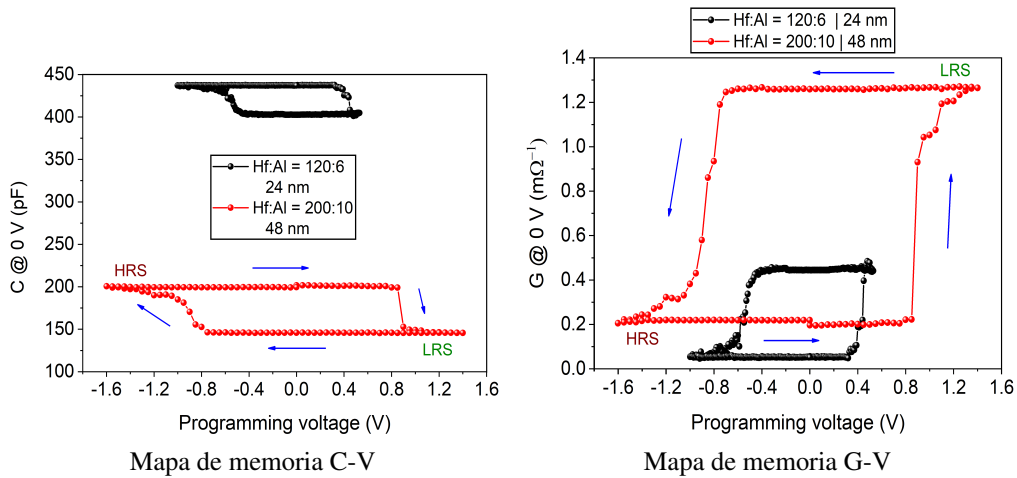 Hf:Al = 120:6 | 24 nm
Hf:Al = 200:10 | 48 nm
450
400
350
300
250
200
150
100
C @ 0 V (pF)
Hf:Al = 120:6
24 nm
Hf:Al = 200:10
48 nm
HRS
LRS
-1.6 -1.2 -0.8 -0.4 0.0 0.4 0.8 1.2 1.6
Programming voltage (V)
Mapa de memoria C-V
1.4
1.2
1.0
0.8
0.6
0.4
0.2
0.0
G @ 0 V (mΩ⁻¹)
LRS
HRS
-1.6 -1.2 -0.8 -0.4 0.0 0.4 0.8 1.2 1.6
Programming voltage (V)
Mapa de memoria G-V